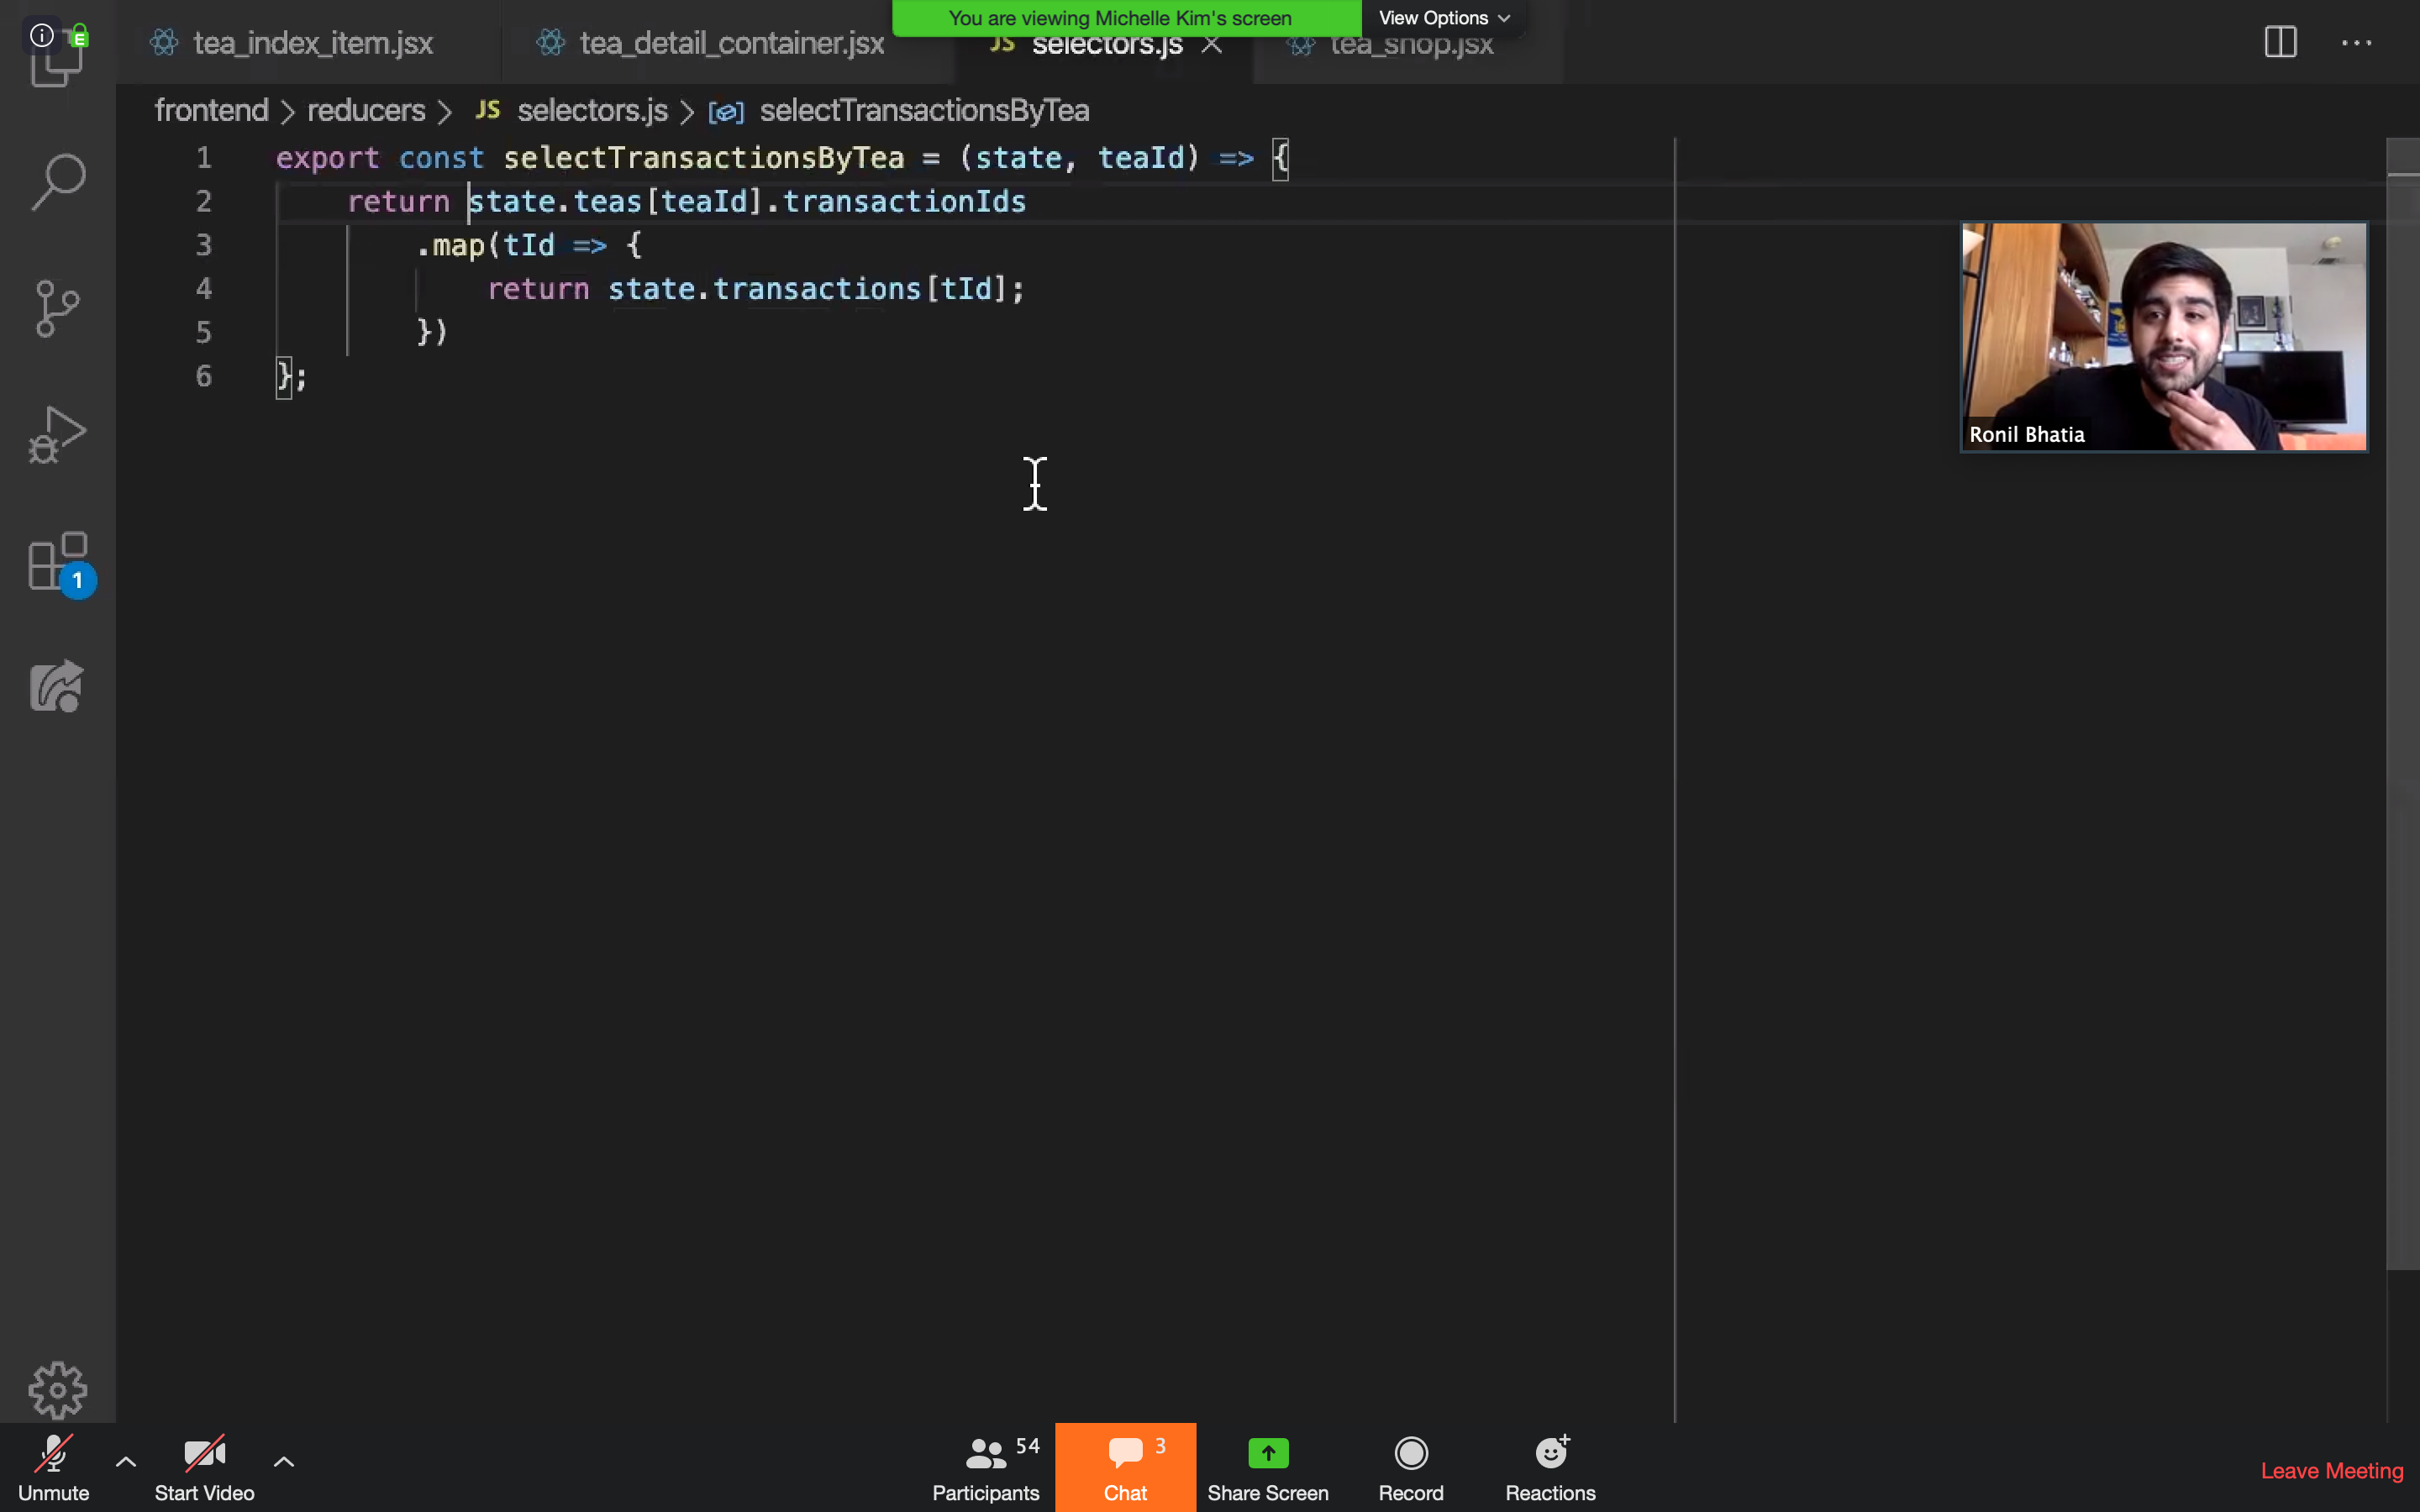 You are viewing Michelle Kim's screen View Options
tea_index_item.jsx tea_detail_container.jsx JS selectors.js tea_shop.jsx ...
frontend > reducers > JS selectors.js > selectTransactionsByTea
1 export const selectTransactionsByTea = (state, teaId) => {
2 return state.teas[teaId].transactionIds
3 .map(tId => {
4 return state.transactions[tId];
5 })
6 };
Ronil Bhatia
1
54 3
Unmute Start Video Participants Chat Share Screen Record Reactions Leave Meeting